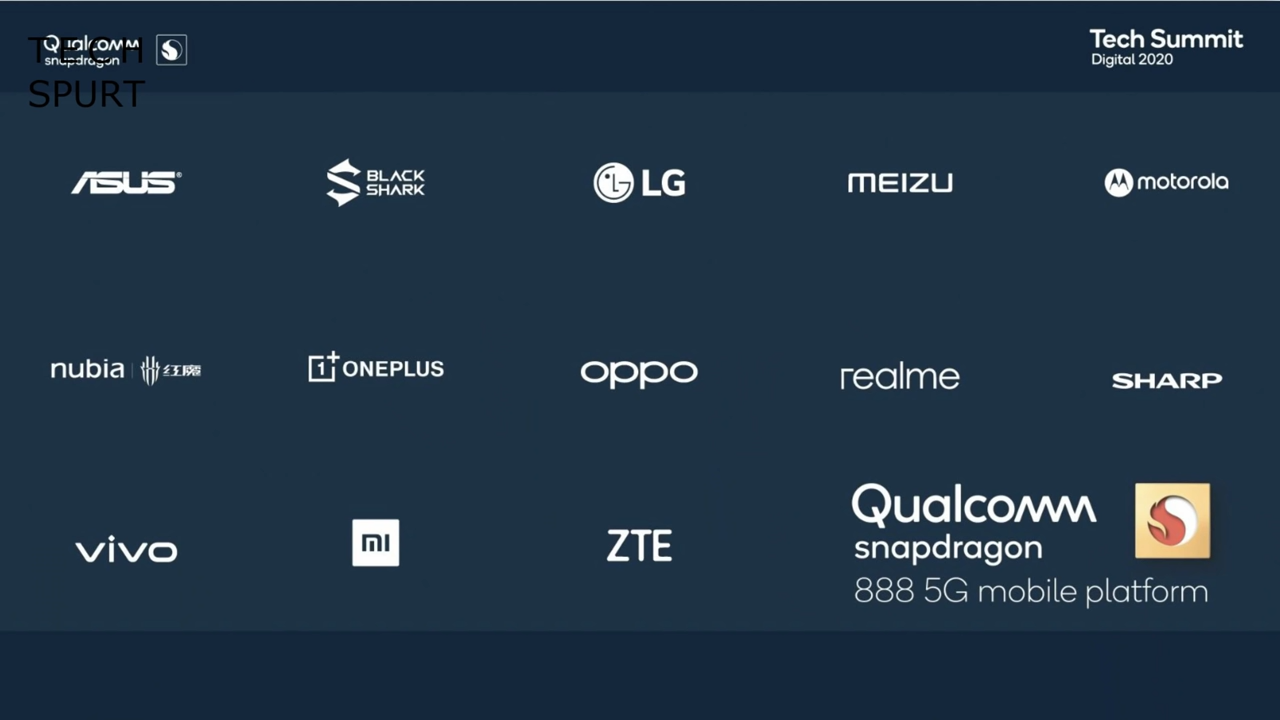 Qualcomm
snapdragon
TECH
SPURT
Tech Summit
Digital 2020
ASUS®
BLACK
SHARK
LG
MEIZU
motorola
nubia | 红魔
1+ ONEPLUS
oppo
realme
SHARP
vivo
mi
ZTE
Qualcomm
snapdragon
888 5G mobile platform